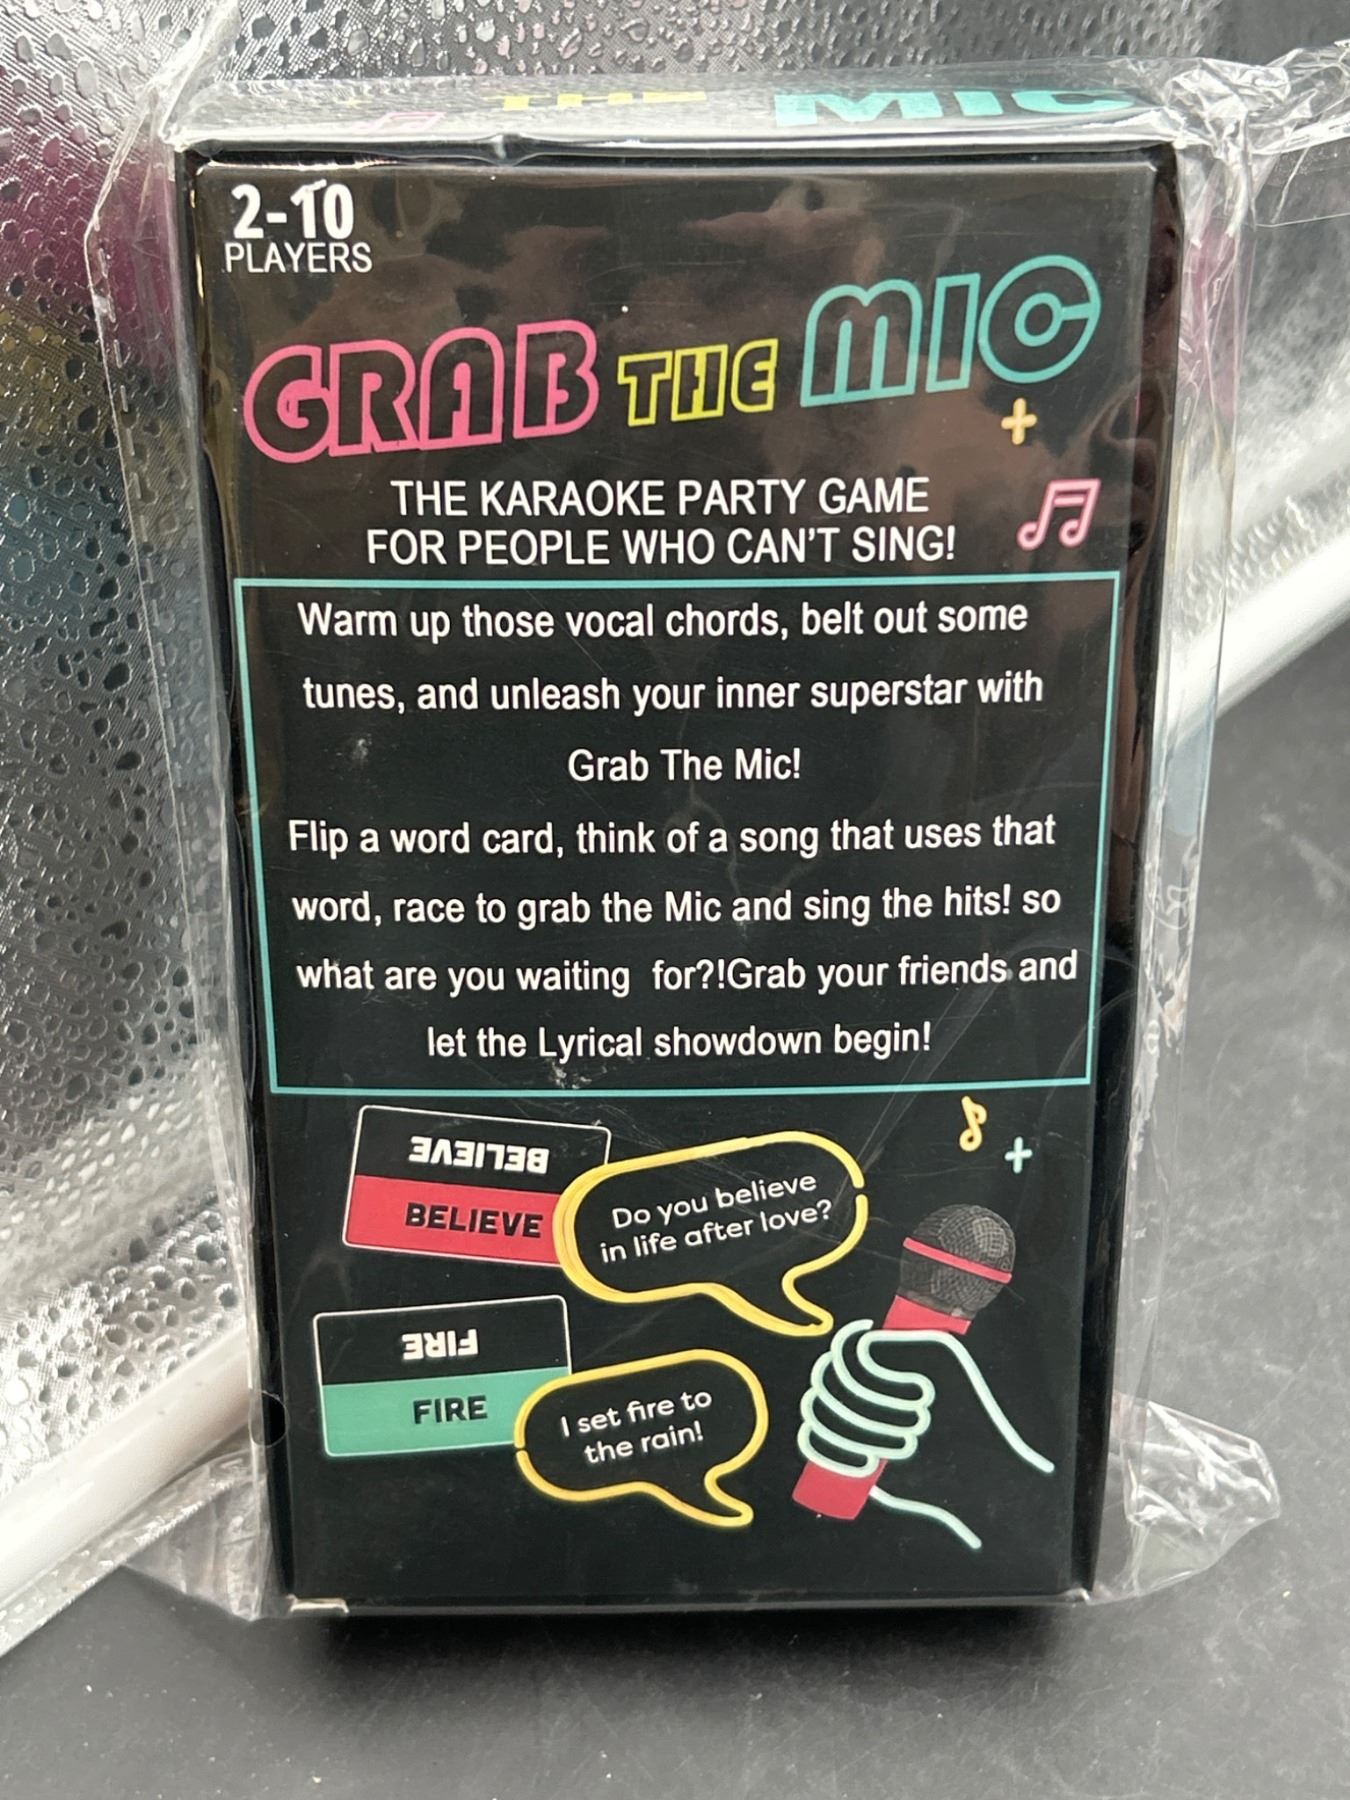 THE MIC
2-10
PLAYERS
GRAB THE MIC
THE KARAOKE PARTY GAME
FOR PEOPLE WHO CAN'T SING!
Warm up those vocal chords, belt out some
tunes, and unleash your inner superstar with
Grab The Mic!
Flip a word card, think of a song that uses that
word, race to grab the Mic and sing the hits! so
what are you waiting for?!Grab your friends and
let the Lyrical showdown begin!
BELIEVE
BELIEVE
Do you believe
in life after love?
FIRE
FIRE
I set fire to
the rain!